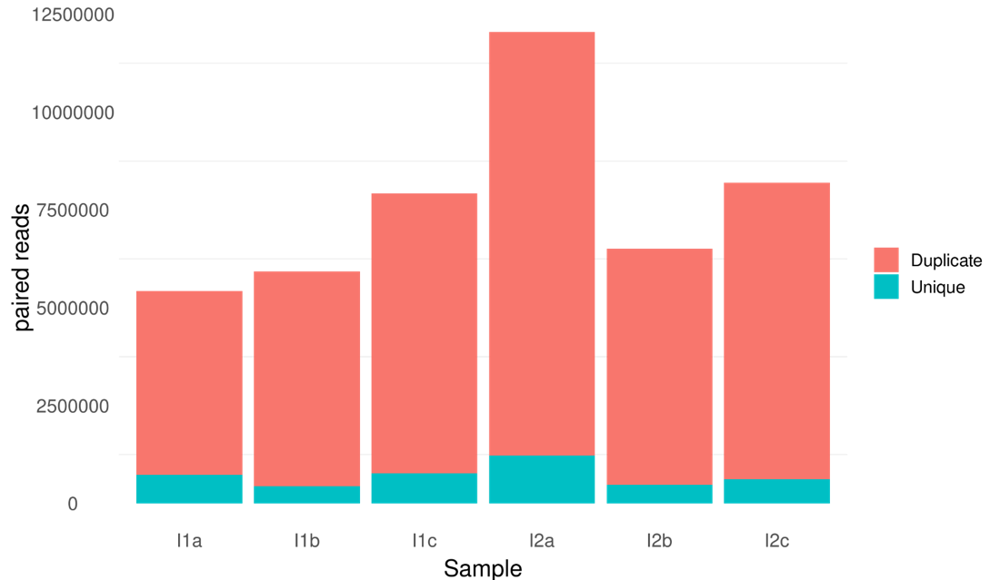 12500000
10000000
7500000
5000000
2500000
0
paired reads
I1a I1b I1c I2a I2b I2c
Sample
Duplicate
Unique